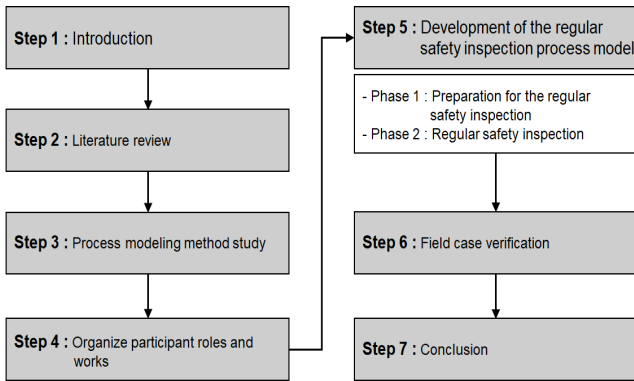 Step 1 : Introduction
Step 2 : Literature review
Step 3 : Process modeling method study
Step 4 : Organize participant roles and
works
Step 5 : Development of the regular
safety inspection process model
- Phase 1 : Preparation for the regular
safety inspection
- Phase 2 : Regular safety inspection
Step 6 : Field case verification
Step 7 : Conclusion